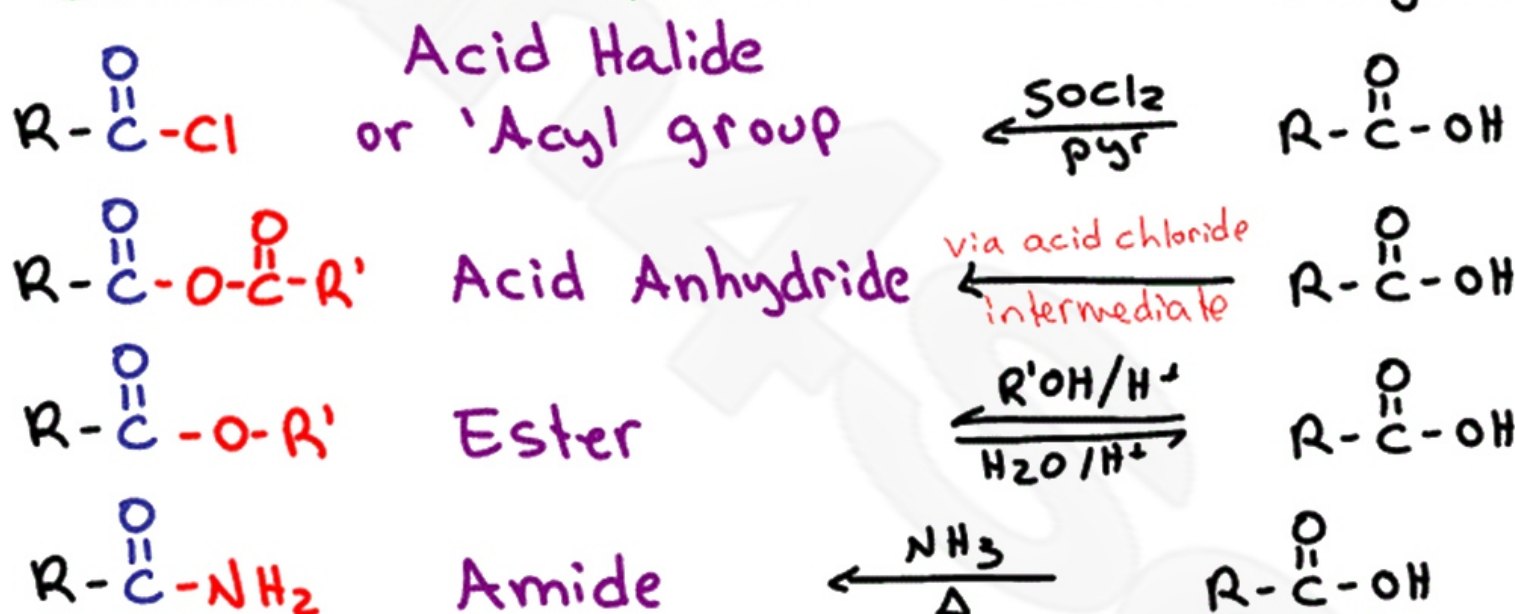 O
R-C-Cl
Acid Halide
or 'Acyl group
SOCl2
pyr
O
R-C-OH
O O
R-C-O-C-R'
Acid Anhydride
via acid chloride
intermediate
O
R-C-OH
O
R-C-O-R'
Ester
R'OH/H+
H2O/H+
O
R-C-OH
O
R-C-NH2
Amide
NH3
Δ
O
R-C-OH